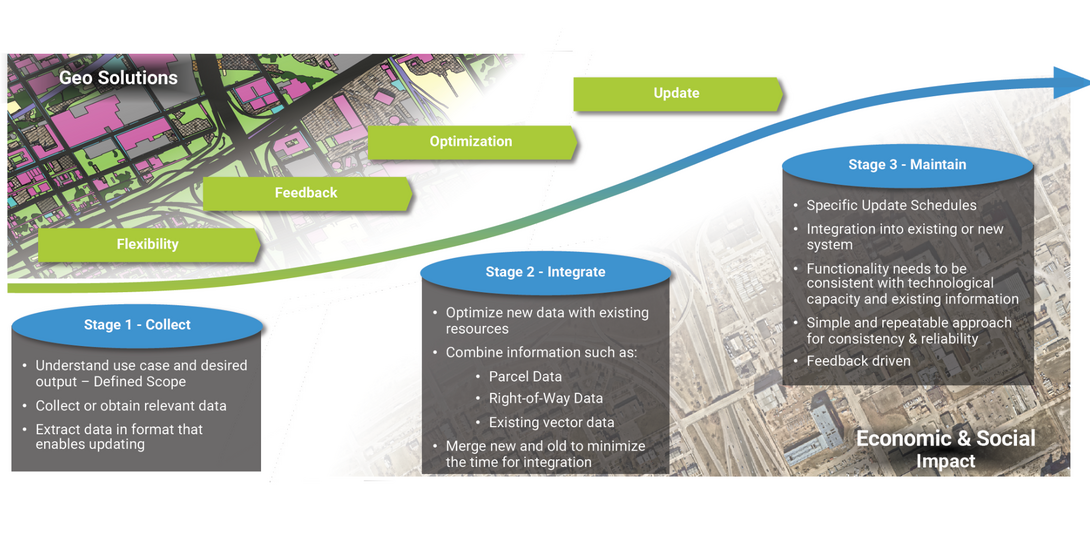 Geo Solutions
Update
Optimization
Feedback
Flexibility
Stage 1 - Collect
• Understand use case and desired
output – Defined Scope
• Collect or obtain relevant data
• Extract data in format that
enables updating
Stage 2 - Integrate
• Optimize new data with existing
resources
• Combine information such as:
• Parcel Data
• Right-of-Way Data
• Existing vector data
• Merge new and old to minimize
the time for integration
Stage 3 - Maintain
• Specific Update Schedules
• Integration into existing or new
system
• Functionality needs to be
consistent with technological
capacity and existing information
• Simple and repeatable approach
for consistency & reliability
• Feedback driven
Economic & Social
Impact